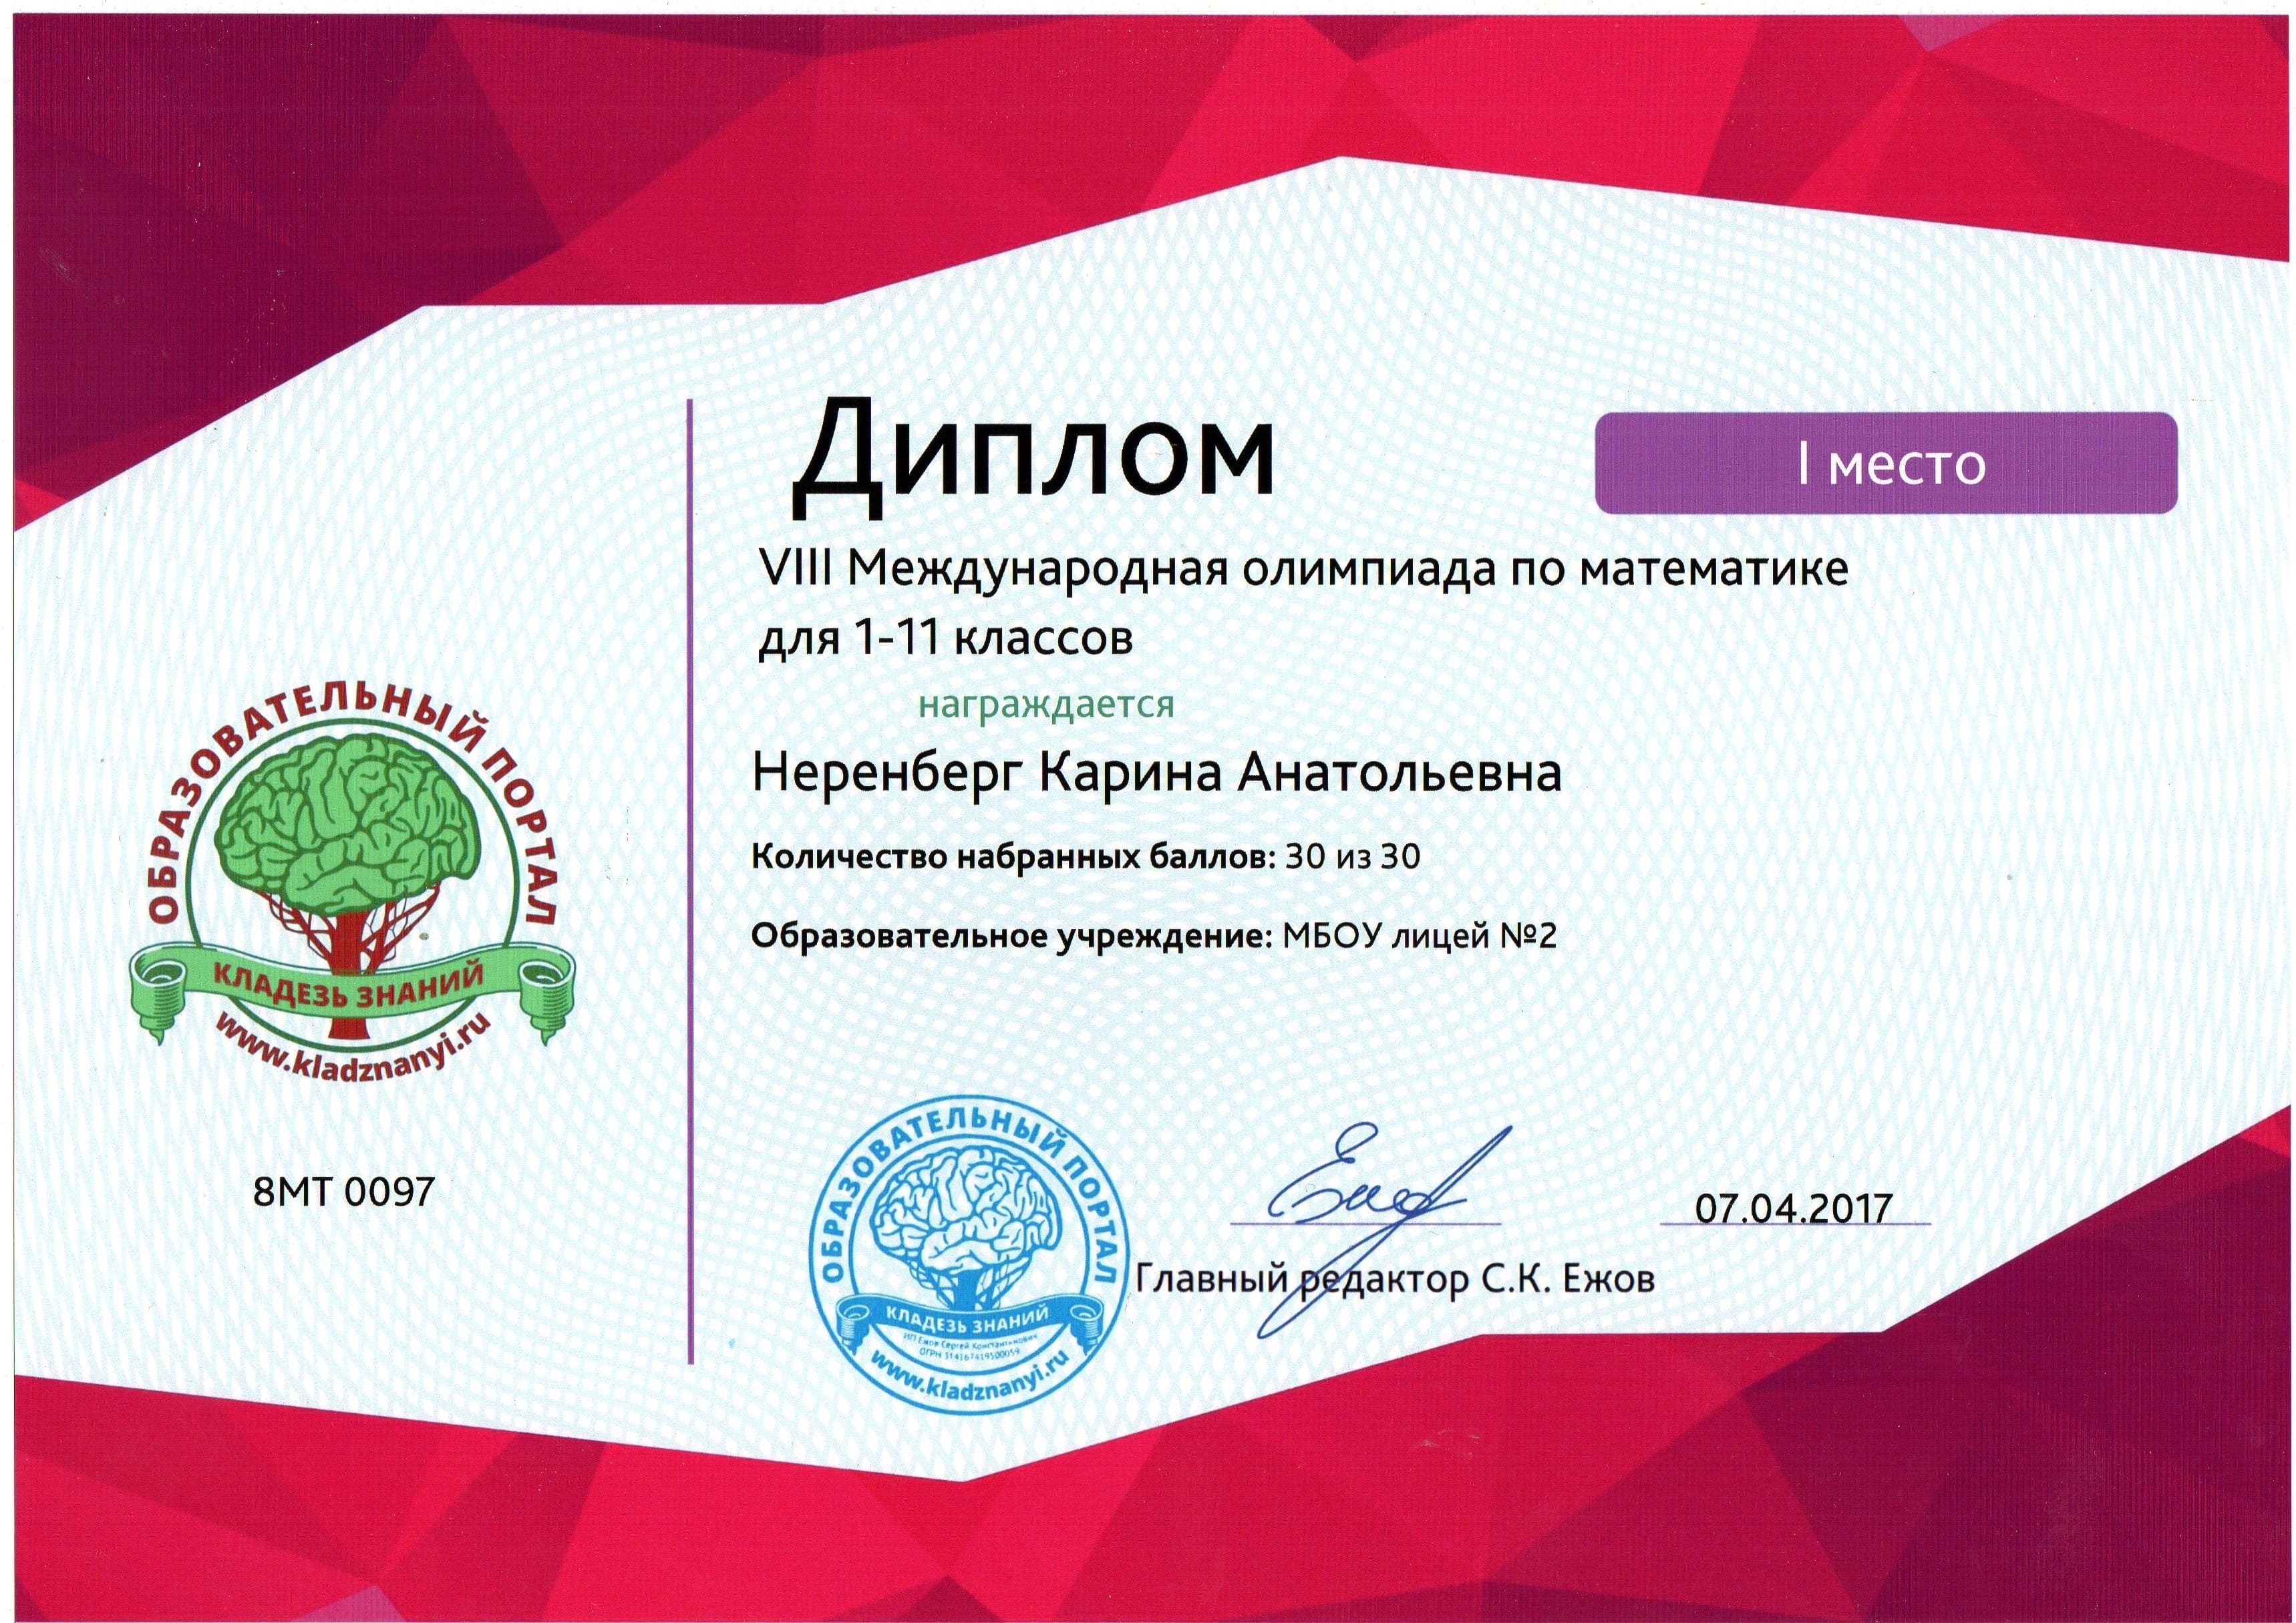 Диплом
I место
VIII Международная олимпиада по математике
для 1-11 классов
награждается
Неренберг Карина Анатольевна
Количество набранных баллов: 30 из 30
Образовательное учреждение: МБОУ лицей №2
ОБРАЗОВАТЕЛЬНЫЙ ПОРТАЛ
КЛАДЕЗЬ ЗНАНИЙ
www.kladznanyi.ru
8МТ 0097
ОБРАЗОВАТЕЛЬНЫЙ ПОРТАЛ
КЛАДЕЗЬ ЗНАНИЙ
ИП Ежов Сергей Константинович
ОГРН 314167419500059
www.kladznanyi.ru
07.04.2017
Главный редактор С.К. Ежов